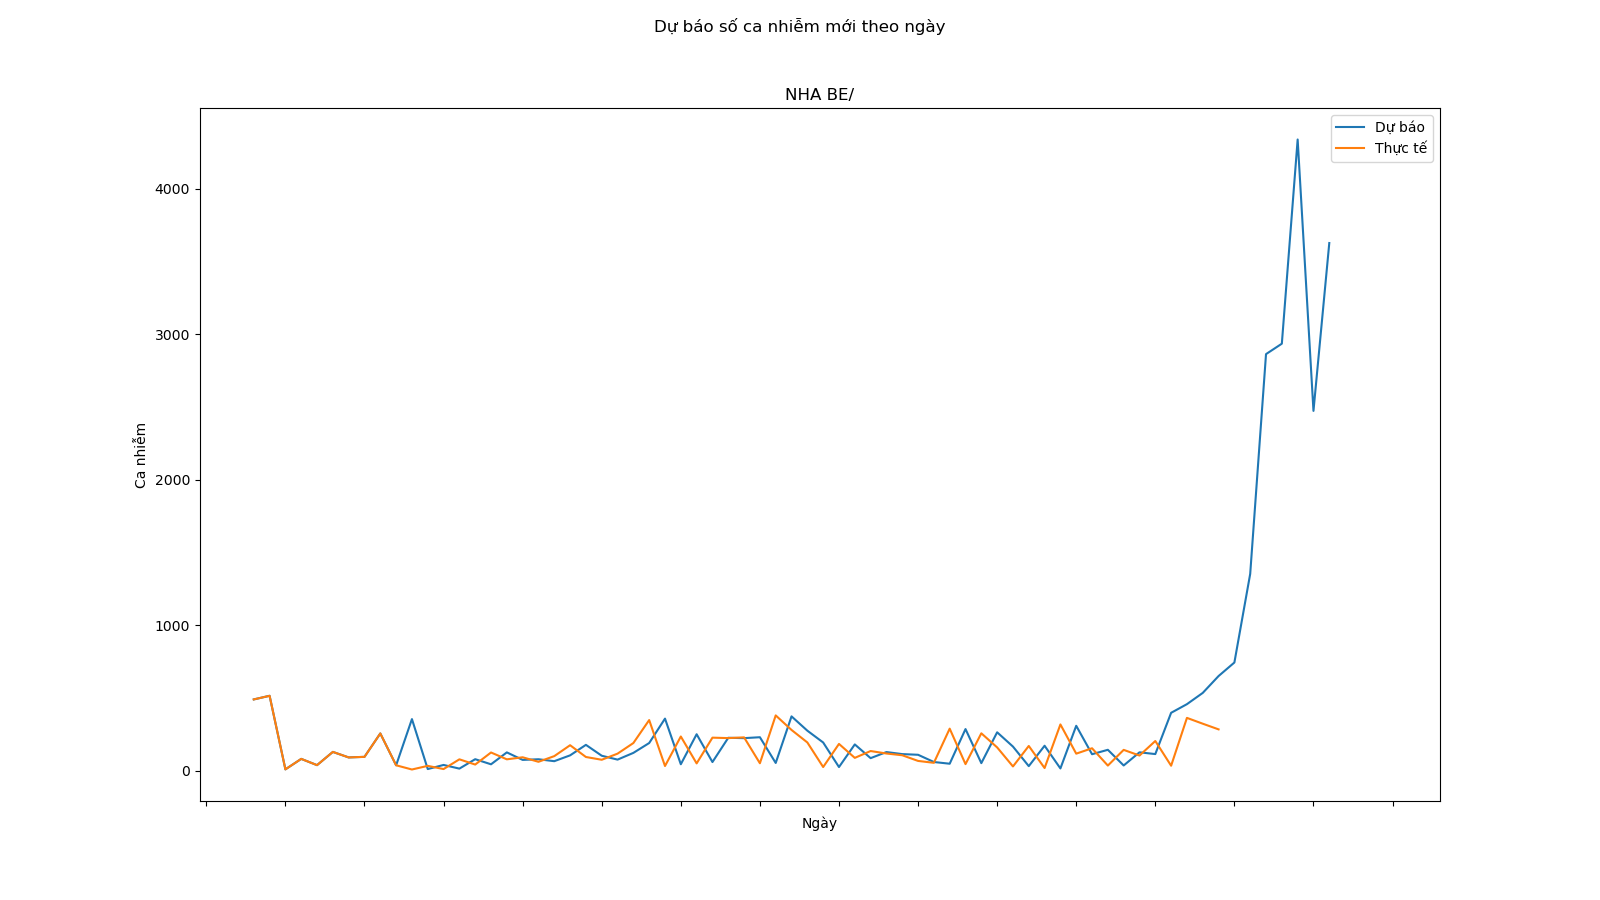 Dự báo số ca nhiễm mới theo ngày
NHA BE/
Dự báo
Thực tế
4000
3000
2000
1000
0
Ca nhiễm
Ngày